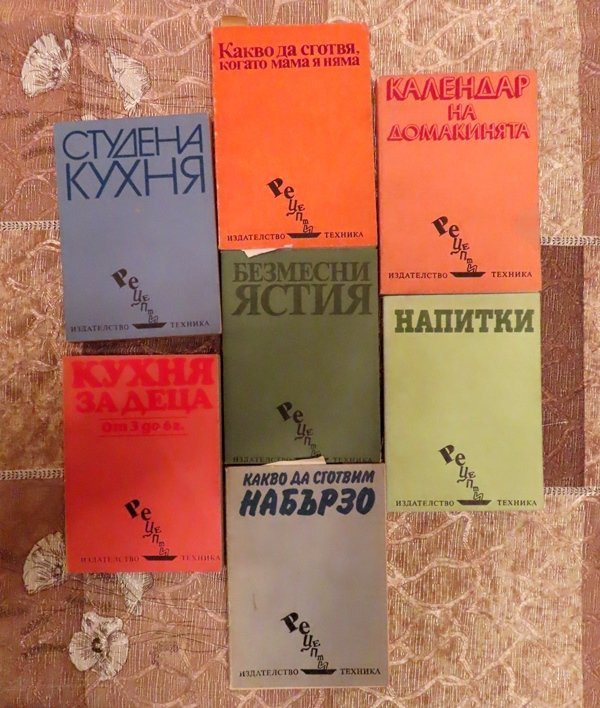 Какво да сготвя,
когато мама я няма
Рецепти
ИЗДАТЕЛСТВО ТЕХНИКА
КАЛЕНДАР
НА
ДОМАКИНЯТА
Рецепти
ИЗДАТЕЛСТВО ТЕХНИКА
СТУДЕНА
КУХНЯ
Рецепти
ИЗДАТЕЛСТВО ТЕХНИКА
БЕЗМЕСНИ
ЯСТИЯ
Рецепти
ИЗДАТЕЛСТВО ТЕХНИКА
НАПИТКИ
Рецепти
ИЗДАТЕЛСТВО ТЕХНИКА
КУХНЯ
ЗА ДЕЦА
От 3 до 6 г.
Рецепти
ИЗДАТЕЛСТВО ТЕХНИКА
КАКВО ДА СГОТВИМ
НАБЪРЗО
Рецепти
ИЗДАТЕЛСТВО ТЕХНИКА